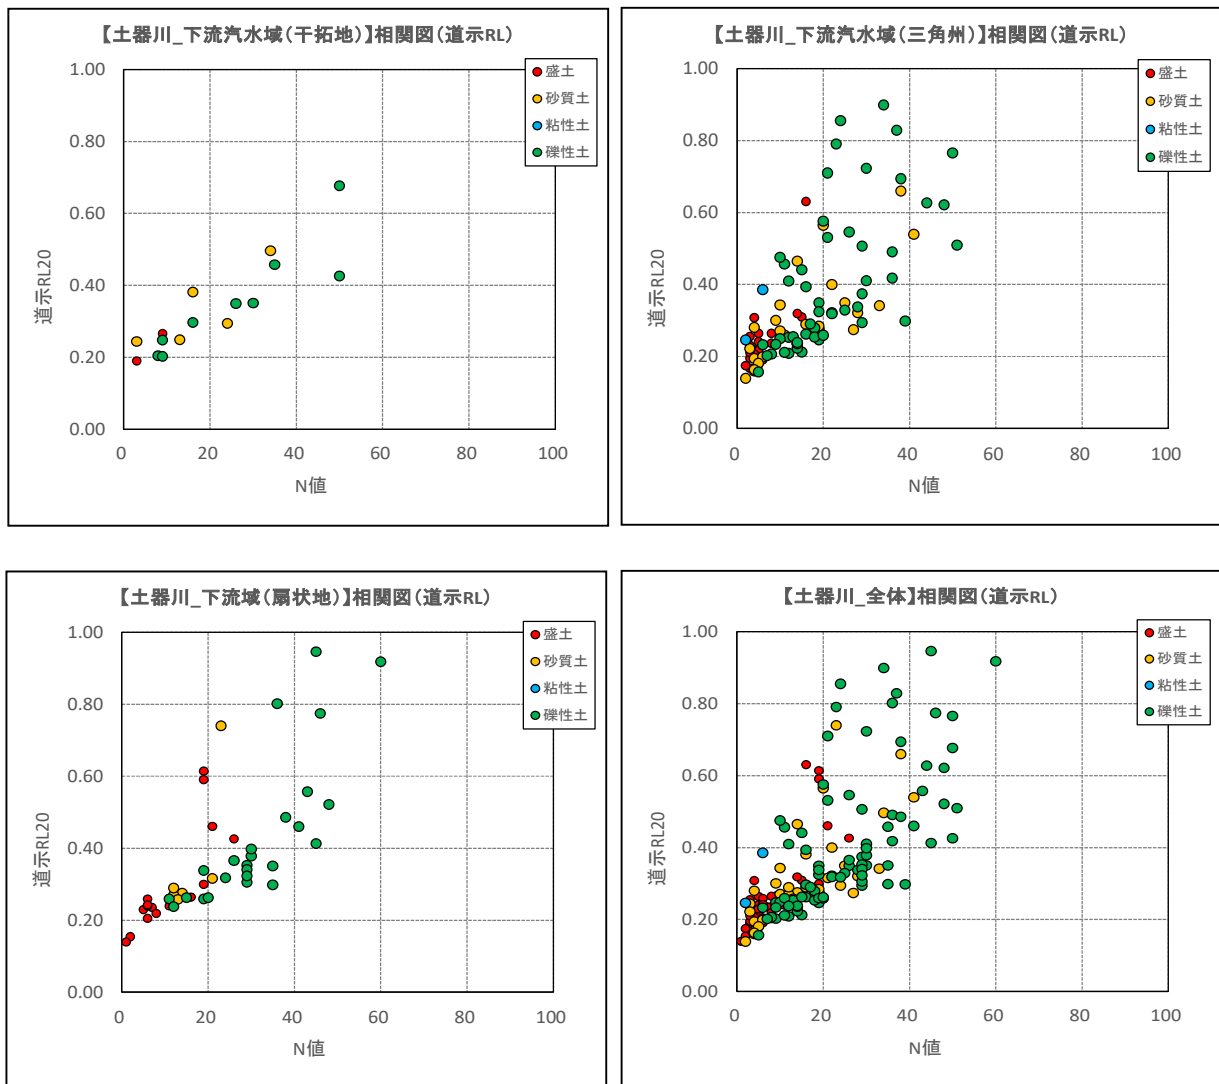 【土器川_下流汽水域(干拓地)】相関図(道示RL)
盛土
砂質土
粘性土
礫性土
1.00
0.80
0.60
0.40
0.20
0.00
道示RL20
0 20 40 60 80 100
N値
【土器川_下流汽水域(三角州)】相関図(道示RL)
盛土
砂質土
粘性土
礫性土
1.00
0.80
0.60
0.40
0.20
0.00
道示RL20
0 20 40 60 80 100
N値
【土器川_下流域(扇状地)】相関図(道示RL)
盛土
砂質土
粘性土
礫性土
1.00
0.80
0.60
0.40
0.20
0.00
道示RL20
0 20 40 60 80 100
N値
【土器川_全体】相関図(道示RL)
盛土
砂質土
粘性土
礫性土
1.00
0.80
0.60
0.40
0.20
0.00
道示RL20
0 20 40 60 80 100
N値